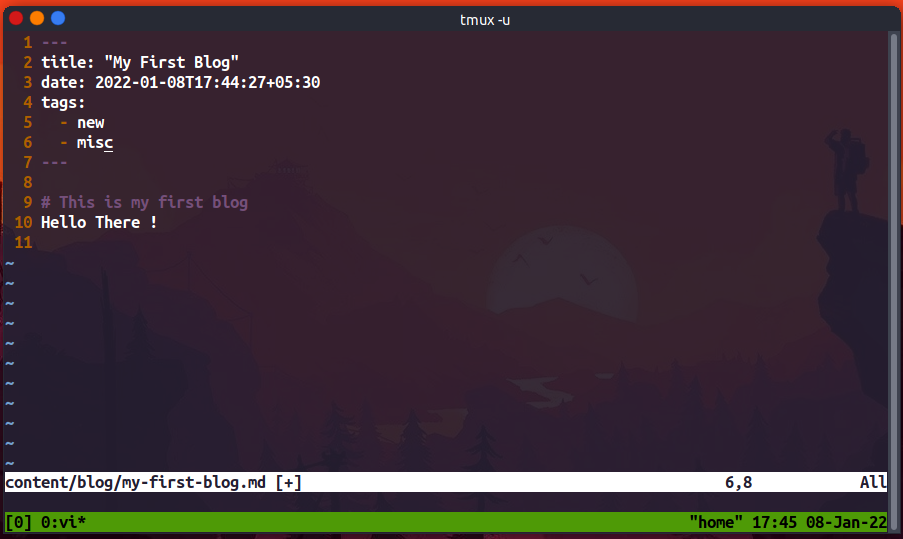 tmux -u
1 ---
2 title: "My First Blog"
3 date: 2022-01-08T17:44:27+05:30
4 tags:
5   - new
6   - misc
7 ---
8
9 # This is my first blog
10 Hello There !
11
~
~
~
~
~
~
~
~
~
~
~
content/blog/my-first-blog.md [+] 6,8 All
[0] 0:vi* "home" 17:45 08-Jan-22